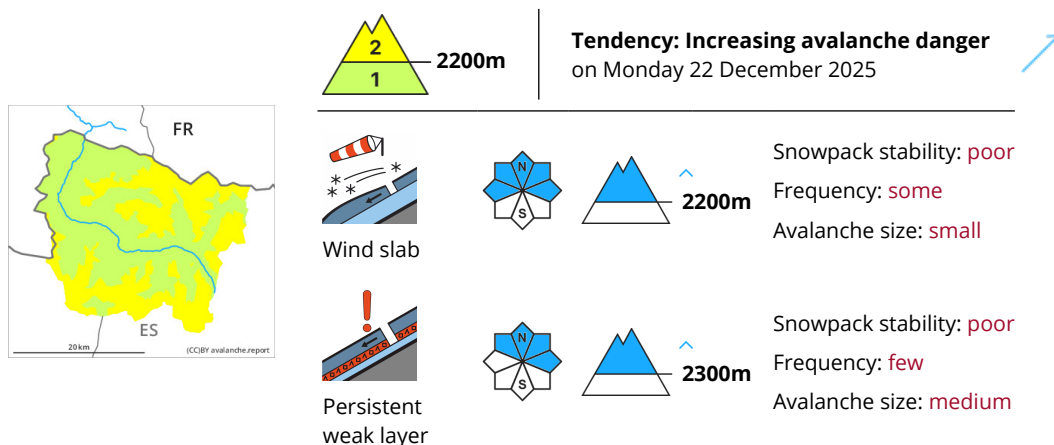 2
1
2200m
Tendency: Increasing avalanche danger
on Monday 22 December 2025
FR
ES
20 km
(CC)BY avalanche.report
Wind slab
N
S
2200m
Snowpack stability: poor
Frequency: some
Avalanche size: small
Persistent
weak layer
N
S
2300m
Snowpack stability: poor
Frequency: few
Avalanche size: medium